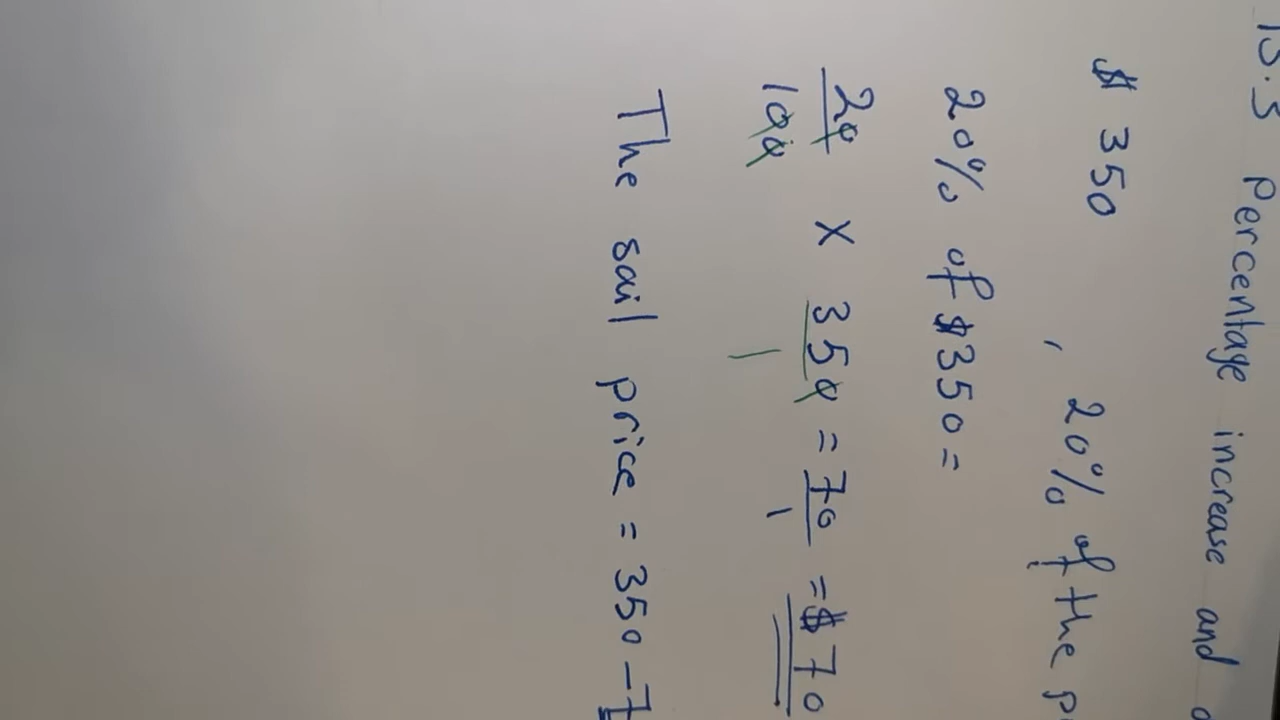 13.3 Percentage increase and
$ 350 , 20% of the
20% of $350 =
20/100 X 350/1 = 70/1 = $70
The sail price = 350 - 7